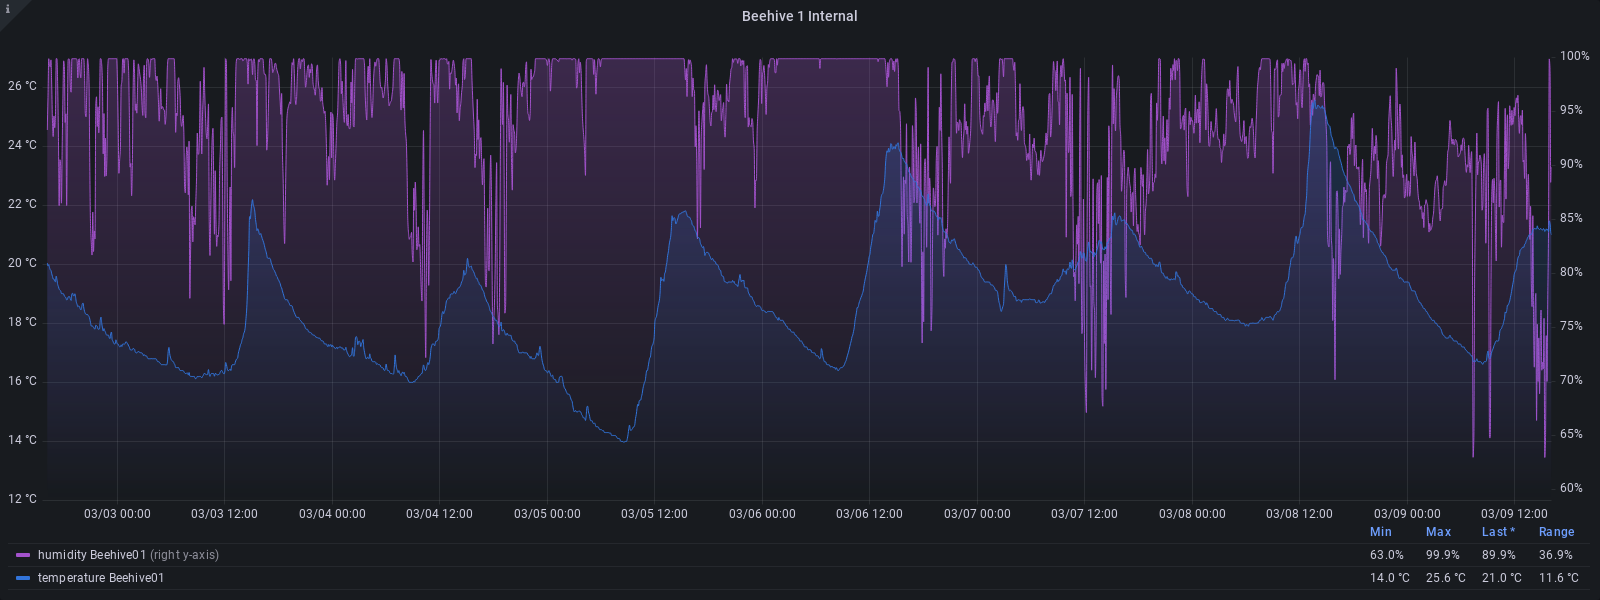 i
Beehive 1 Internal
26 °C
24 °C
22 °C
20 °C
18 °C
16 °C
14 °C
12 °C
100%
95%
90%
85%
80%
75%
70%
65%
60%
03/03 00:00 03/03 12:00 03/04 00:00 03/04 12:00 03/05 00:00 03/05 12:00 03/06 00:00 03/06 12:00 03/07 00:00 03/07 12:00 03/08 00:00 03/08 12:00 03/09 00:00 03/09 12:00
Min Max Last * Range
humidity Beehive01 (right y-axis) 63.0% 99.9% 89.9% 36.9%
temperature Beehive01 14.0 °C 25.6 °C 21.0 °C 11.6 °C